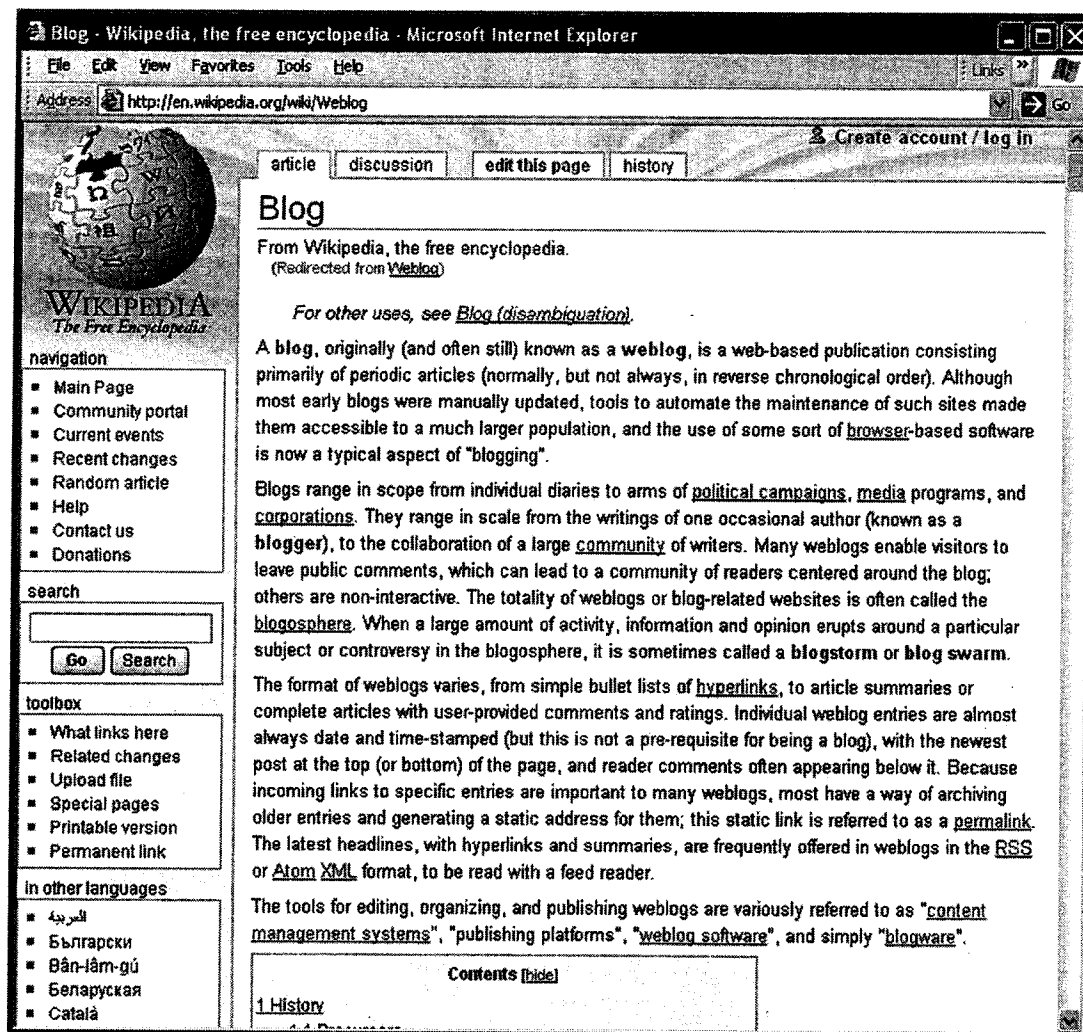 Blog - Wikipedia, the free encyclopedia - Microsoft Internet Explorer
File Edit View Favorites Tools Help
Links »
Address http://en.wikipedia.org/wiki/Weblog
Go
Create account / log in
article discussion edit this page history
WIKIPEDIA
The Free Encyclopedia
navigation
Main Page
Community portal
Current events
Recent changes
Random article
Help
Contact us
Donations
search
Go Search
toolbox
What links here
Related changes
Upload file
Special pages
Printable version
Permanent link
in other languages
العربية
Български
Bân-lâm-gú
Беларуская
Català
Blog
From Wikipedia, the free encyclopedia.
(Redirected from Weblog)
For other uses, see Blog (disambiguation).
A blog, originally (and often still) known as a weblog, is a web-based publication consisting
primarily of periodic articles (normally, but not always, in reverse chronological order). Although
most early blogs were manually updated, tools to automate the maintenance of such sites made
them accessible to a much larger population, and the use of some sort of browser-based software
is now a typical aspect of "blogging".
Blogs range in scope from individual diaries to arms of political campaigns, media programs, and
corporations. They range in scale from the writings of one occasional author (known as a
blogger), to the collaboration of a large community of writers. Many weblogs enable visitors to
leave public comments, which can lead to a community of readers centered around the blog;
others are non-interactive. The totality of weblogs or blog-related websites is often called the
blogosphere. When a large amount of activity, information and opinion erupts around a particular
subject or controversy in the blogosphere, it is sometimes called a blogstorm or blog swarm.
The format of weblogs varies, from simple bullet lists of hyperlinks, to article summaries or
complete articles with user-provided comments and ratings. Individual weblog entries are almost
always date and time-stamped (but this is not a pre-requisite for being a blog), with the newest
post at the top (or bottom) of the page, and reader comments often appearing below it. Because
incoming links to specific entries are important to many weblogs, most have a way of archiving
older entries and generating a static address for them; this static link is referred to as a permalink.
The latest headlines, with hyperlinks and summaries, are frequently offered in weblogs in the RSS
or Atom XML format, to be read with a feed reader.
The tools for editing, organizing, and publishing weblogs are variously referred to as "content
management systems", "publishing platforms", "weblog software", and simply "blogware".
Contents [hide]
1 History